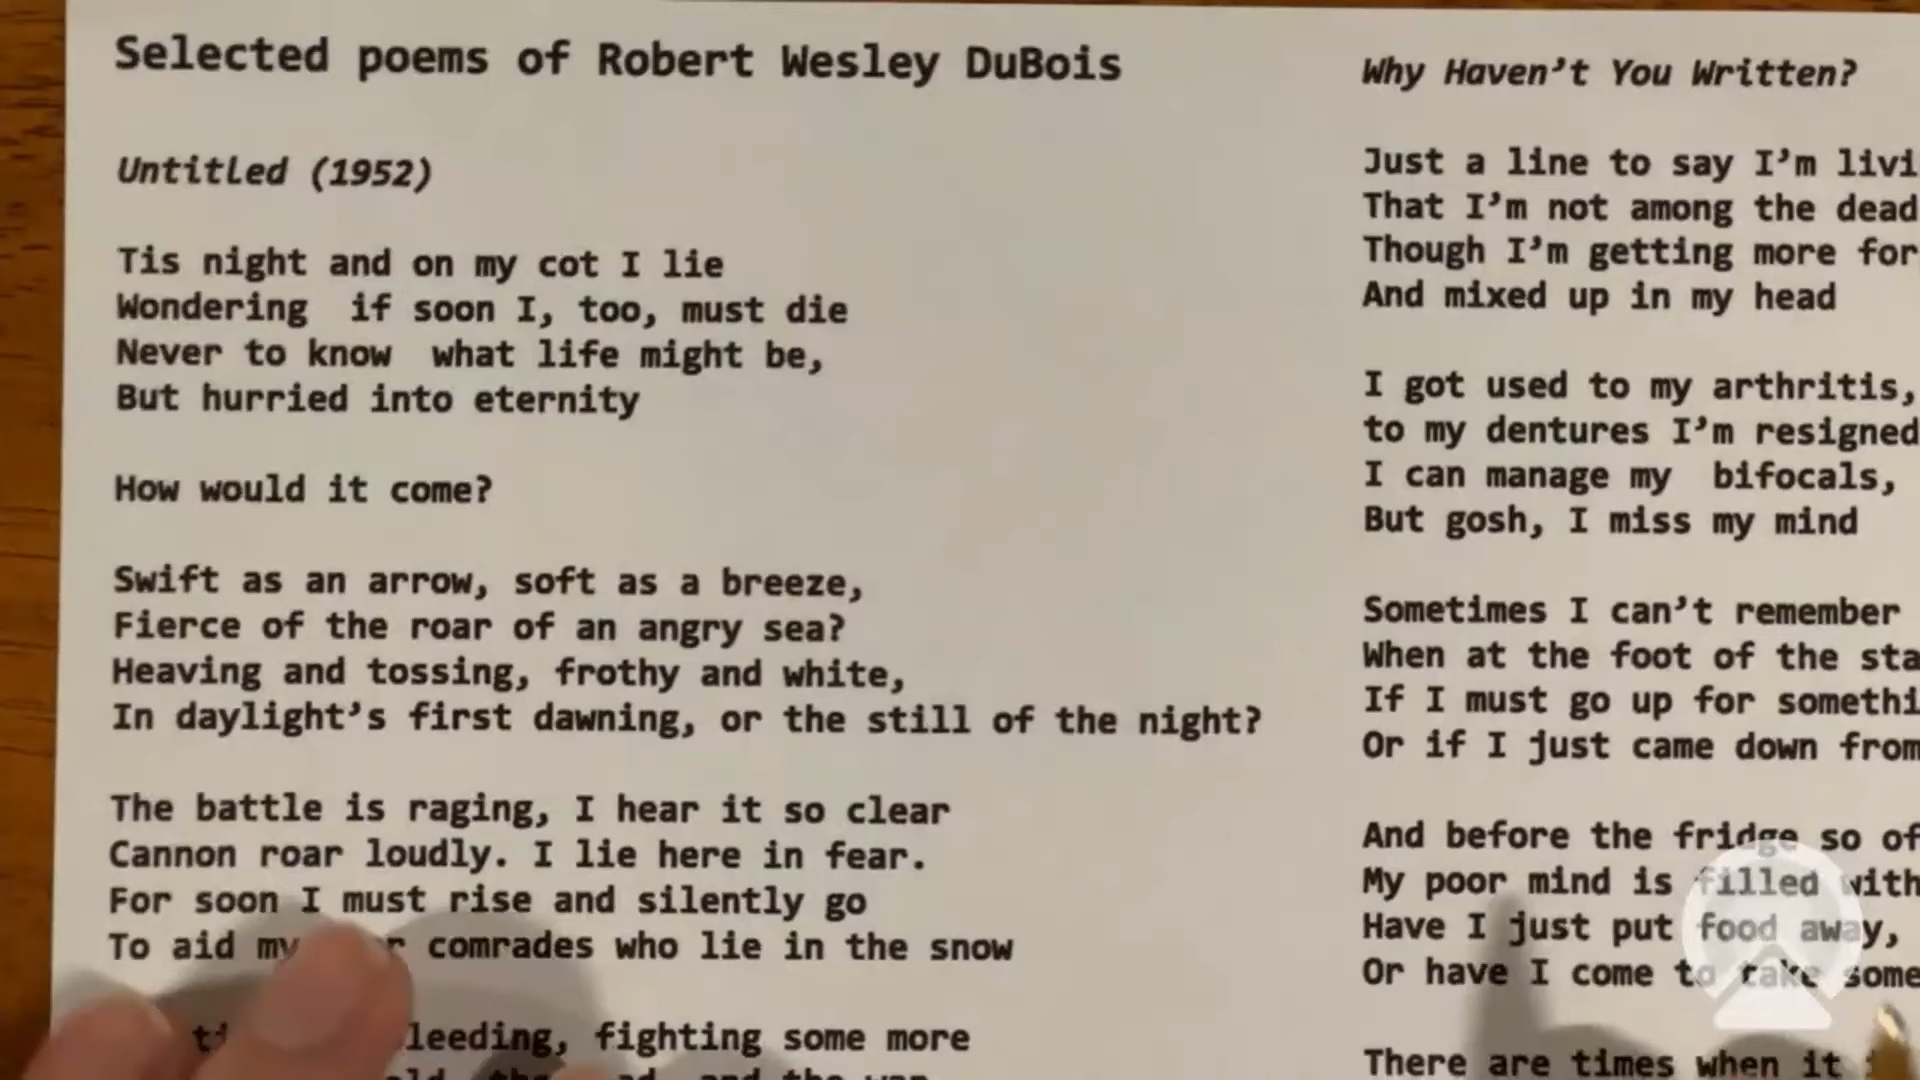 Selected poems of Robert Wesley DuBois
Untitled (1952)
Tis night and on my cot I lie
Wondering if soon I, too, must die
Never to know what life might be,
But hurried into eternity
How would it come?
Swift as an arrow, soft as a breeze,
Fierce of the roar of an angry sea?
Heaving and tossing, frothy and white,
In daylight's first dawning, or the still of the night?
The battle is raging, I hear it so clear
Cannon roar loudly. I lie here in fear.
For soon I must rise and silently go
To aid my comrades who lie in the snow
fighting some more
and the
Why Haven't You Written?
Just a line to say I'm
That I'm not among the dead
Though I'm getting more for
And mixed up in my head
I got used to my arthritis,
to my dentures I'm resigned
I can manage my bifocals,
But gosh, I miss my mind
Sometimes I can't remember
When at the foot of the
If I must go up for
Or if I just came down from
And before the fridge so
My poor mind is filled with
Have I just put food away,
Or have I come to take some
There are times when it